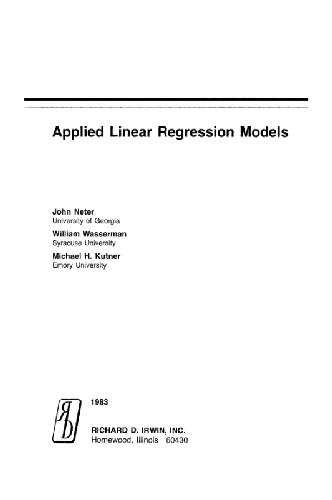 Applied Linear Regression Models
John Neter
University of Georgia
William Wasserman
Syracuse University
Michael H. Kutner
Emory University
1983
RICHARD D. IRWIN, INC.
Homewood, Illinois 60430